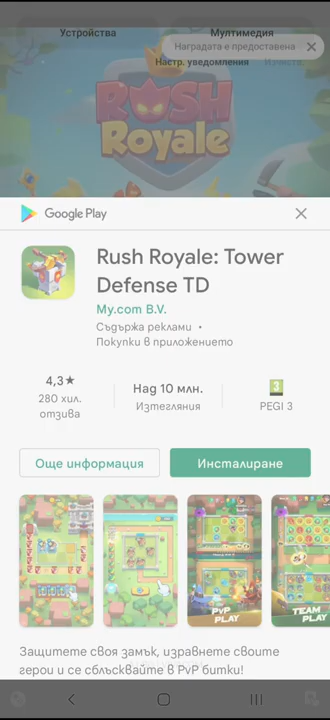 Устройства
Мултимедия
Наградата е предоставена
Настр. уведомления
Изчиств.
RUSH
Royale
Google Play
Rush Royale: Tower
Defense TD
My.com B.V.
Съдържа реклами •
Покупки в приложението
4,3★
280 хил.
отзива
Над 10 млн.
Изтегляния
3
PEGI 3
Още информация
Инсталиране
PVP
PLAY
TEAM
PLAY
Защитете своя замък, изравнете своите
герои и се сблъсквайте в PvP битки!